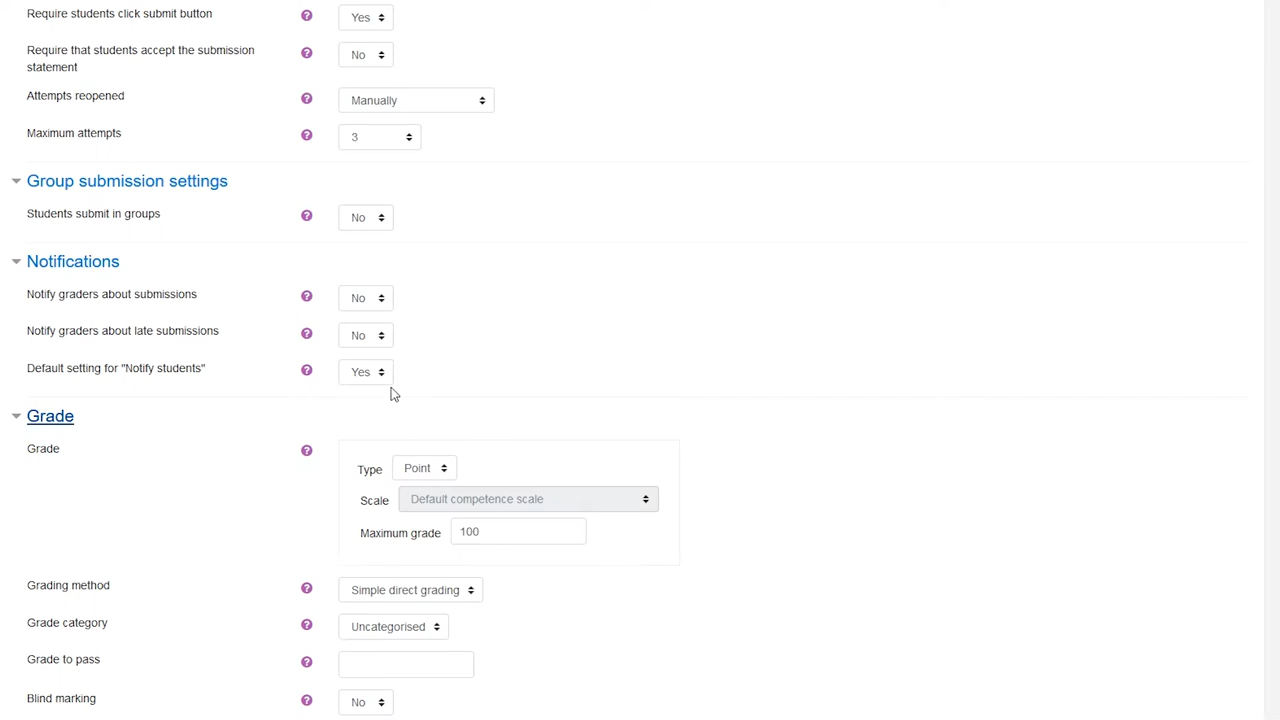 Require students click submit button Yes
Require that students accept the submission No
statement
Attempts reopened Manually
Maximum attempts 3
Group submission settings
Students submit in groups No
Notifications
Notify graders about submissions No
Notify graders about late submissions No
Default setting for "Notify students" Yes
Grade
Grade
Type Point
Scale Default competence scale
Maximum grade 100
Grading method Simple direct grading
Grade category Uncategorised
Grade to pass
Blind marking No